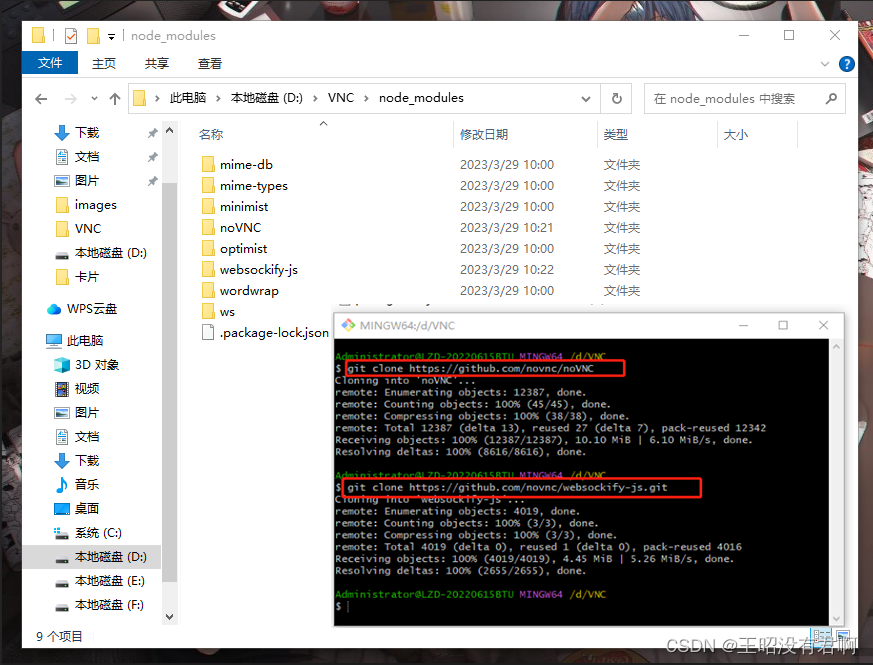 node_modules
文件 主页 共享 查看
此电脑 本地磁盘 (D:) VNC node_modules 在 node_modules 中搜索
下载
文档
图片
images
VNC
本地磁盘 (D:)
卡片
WPS云盘
此电脑
3D 对象
视频
图片
文档
下载
音乐
桌面
系统 (C:)
本地磁盘 (D:)
本地磁盘 (E:)
本地磁盘 (F:)
名称 修改日期 类型 大小
mime-db 2023/3/29 10:00 文件夹
mime-types 2023/3/29 10:00 文件夹
minimist 2023/3/29 10:00 文件夹
noVNC 2023/3/29 10:21 文件夹
optimist 2023/3/29 10:00 文件夹
websockify-js 2023/3/29 10:22 文件夹
wordwrap 2023/3/29 10:00 文件夹
ws
.package-lock.json
MINGW64:/d/VNC
Administrator@LZD-20220615BTU MINGW64 /d/VNC
$ git clone https://github.com/novnc/noVNC
Cloning into 'noVNC'...
remote: Enumerating objects: 12387, done.
remote: Counting objects: 100% (45/45), done.
remote: Compressing objects: 100% (38/38), done.
remote: Total 12387 (delta 13), reused 27 (delta 7), pack-reused 12342
Receiving objects: 100% (12387/12387), 10.10 MiB | 6.10 MiB/s, done.
Resolving deltas: 100% (8616/8616), done.
Administrator@LZD-20220615BTU MINGW64 /d/VNC
$ git clone https://github.com/novnc/websockify-js.git
Cloning into 'websockify-js'...
remote: Enumerating objects: 4019, done.
remote: Counting objects: 100% (3/3), done.
remote: Compressing objects: 100% (3/3), done.
remote: Total 4019 (delta 0), reused 1 (delta 0), pack-reused 4016
Receiving objects: 100% (4019/4019), 4.45 MiB | 5.26 MiB/s, done.
Resolving deltas: 100% (2655/2655), done.
Administrator@LZD-20220615BTU MINGW64 /d/VNC
$
9 个项目
CSDN @王昭没有君啊